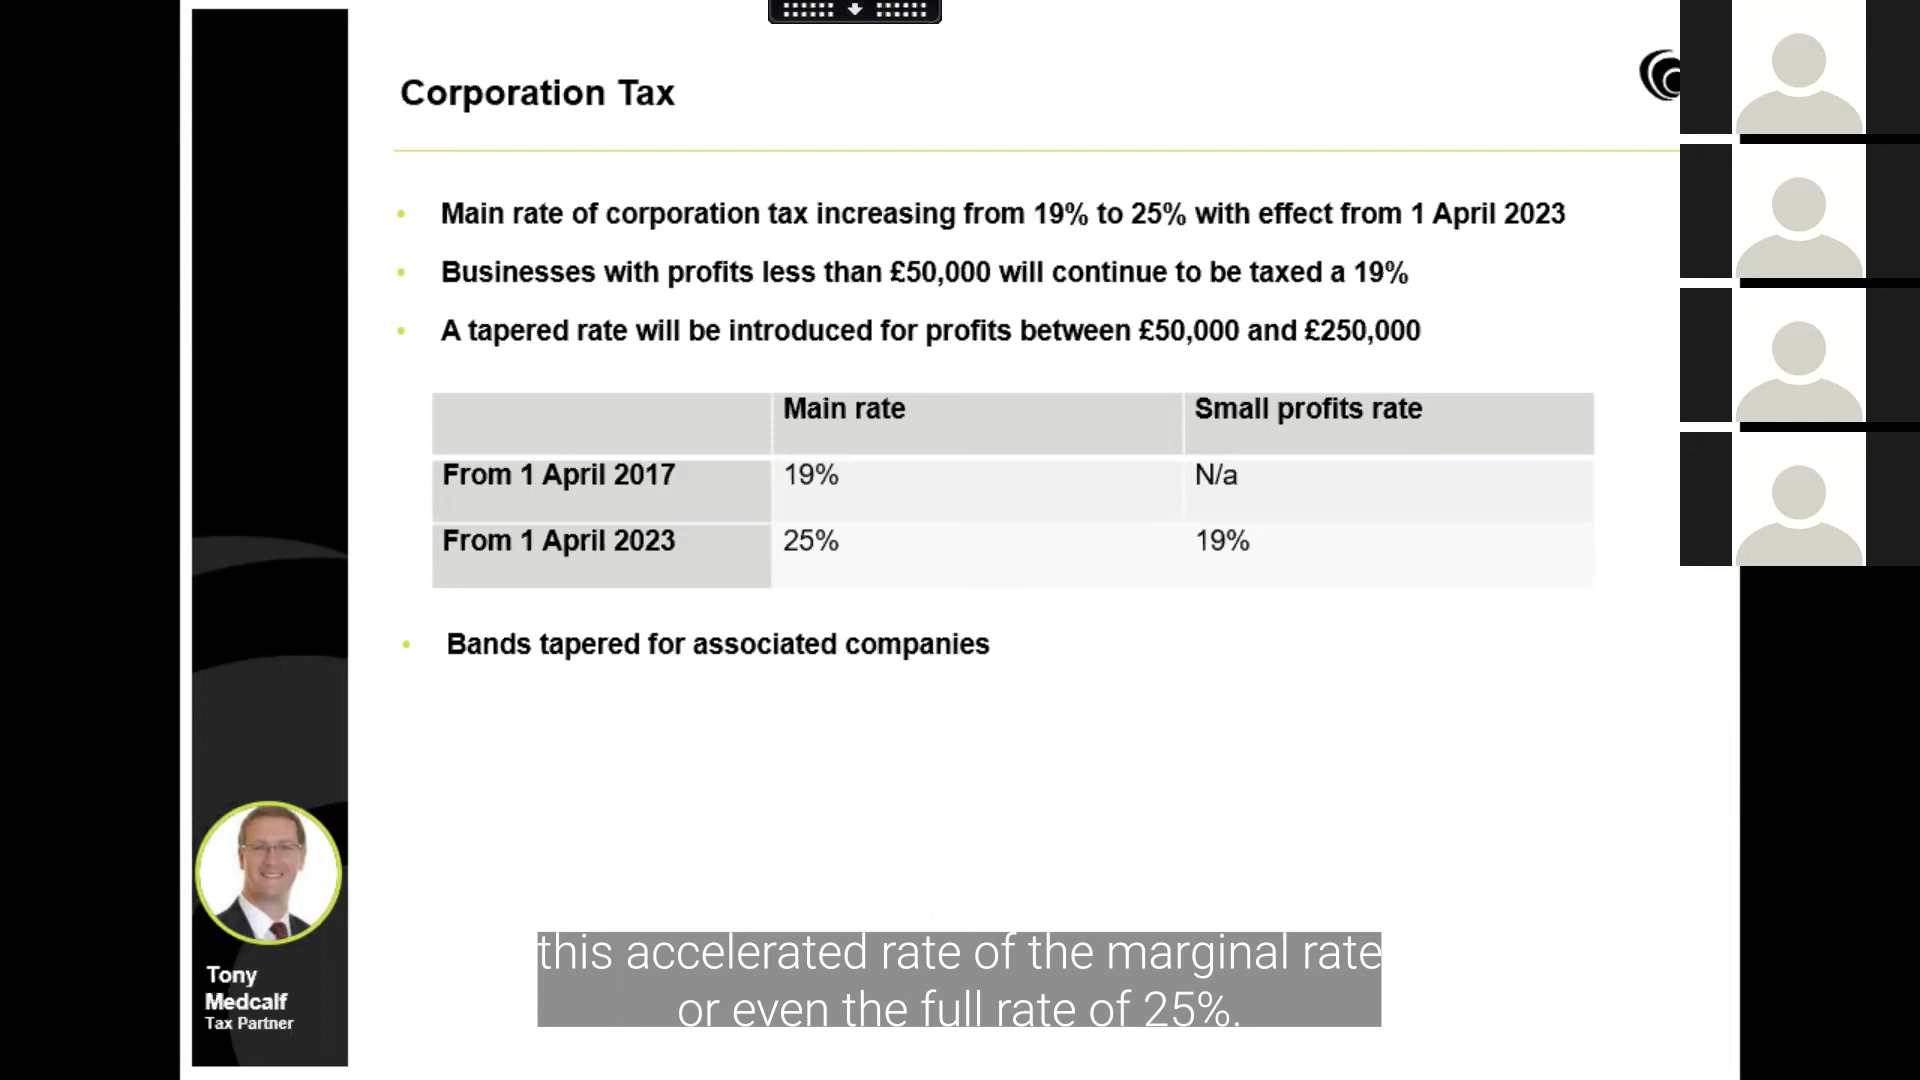 Corporation Tax
Main rate of corporation tax increasing from 19% to 25% with effect from 1 April 2023
Businesses with profits less than £50,000 will continue to be taxed a 19%
A tapered rate will be introduced for profits between £50,000 and £250,000
Main rate Small profits rate
From 1 April 2017 19% N/a
From 1 April 2023 25% 19%
Bands tapered for associated companies
this accelerated rate of the marginal rate
or even the full rate of 25%.
Tony
Medcalf
Tax Partner